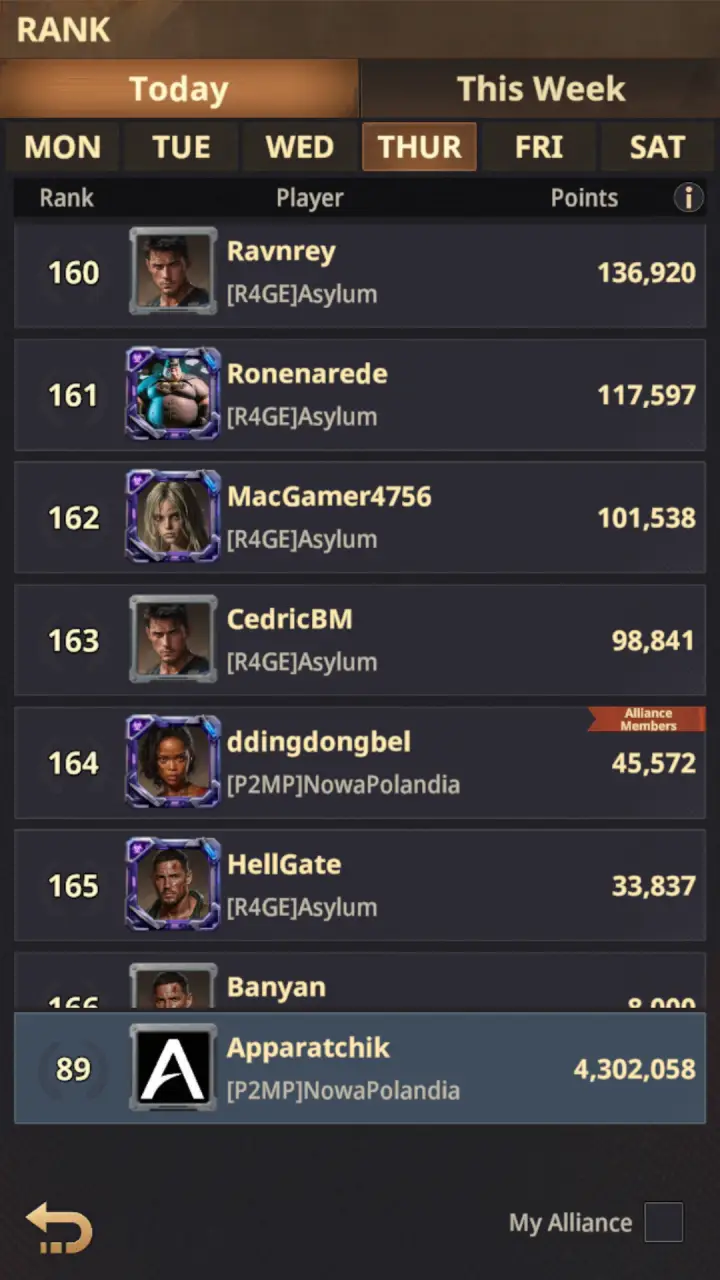 RANK
Today
This Week
MON TUE WED THUR FRI SAT
Rank Player Points
160 Ravnrey 136,920
[R4GE]Asylum
161 Ronenarede 117,597
[R4GE]Asylum
162 MacGamer4756 101,538
[R4GE]Asylum
163 CedricBM 98,841
[R4GE]Asylum
Alliance
Members
164 ddingdongbel 45,572
[P2MP]NowaPolandia
165 HellGate 33,837
[R4GE]Asylum
166 Banyan 8,000
89 Apparatchik 4,302,058
[P2MP]NowaPolandia
My Alliance